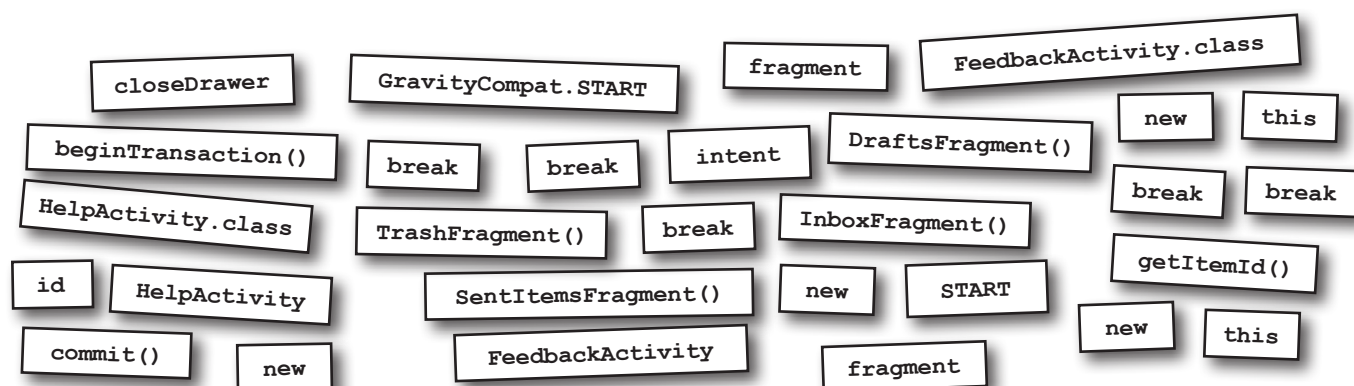 closeDrawer
GravityCompat.START
fragment
FeedbackActivity.class
new
this
beginTransaction()
break
break
intent
DraftsFragment()
break
break
HelpActivity.class
TrashFragment()
break
InboxFragment()
getItemId()
id
HelpActivity
SentItemsFragment()
new
START
new
this
commit()
new
FeedbackActivity
fragment